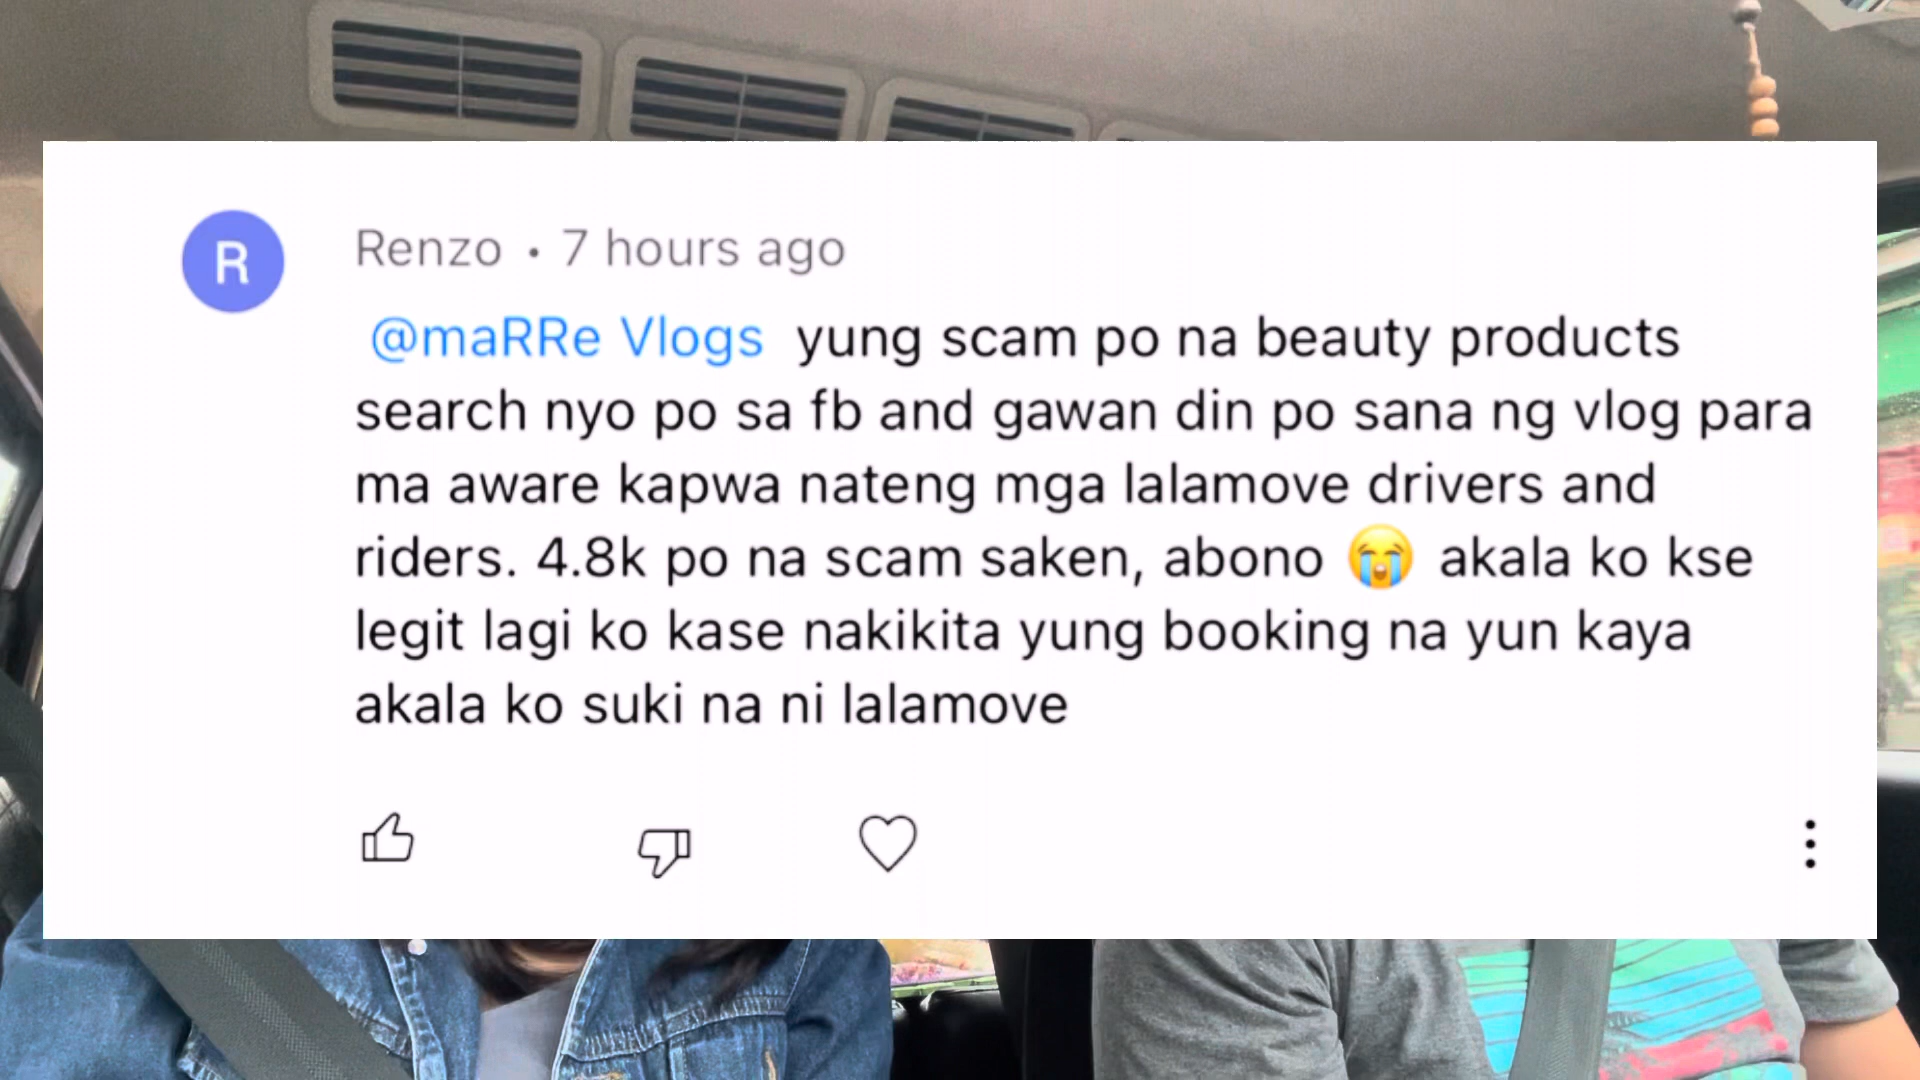 R
Renzo • 7 hours ago
@maRRe Vlogs yung scam po na beauty products
search nyo po sa fb and gawan din po sana ng vlog para
ma aware kapwa nateng mga lalamove drivers and
riders. 4.8k po na scam saken, abono 😭 akala ko kse
legit lagi ko kase nakikita yung booking na yun kaya
akala ko suki na ni lalamove